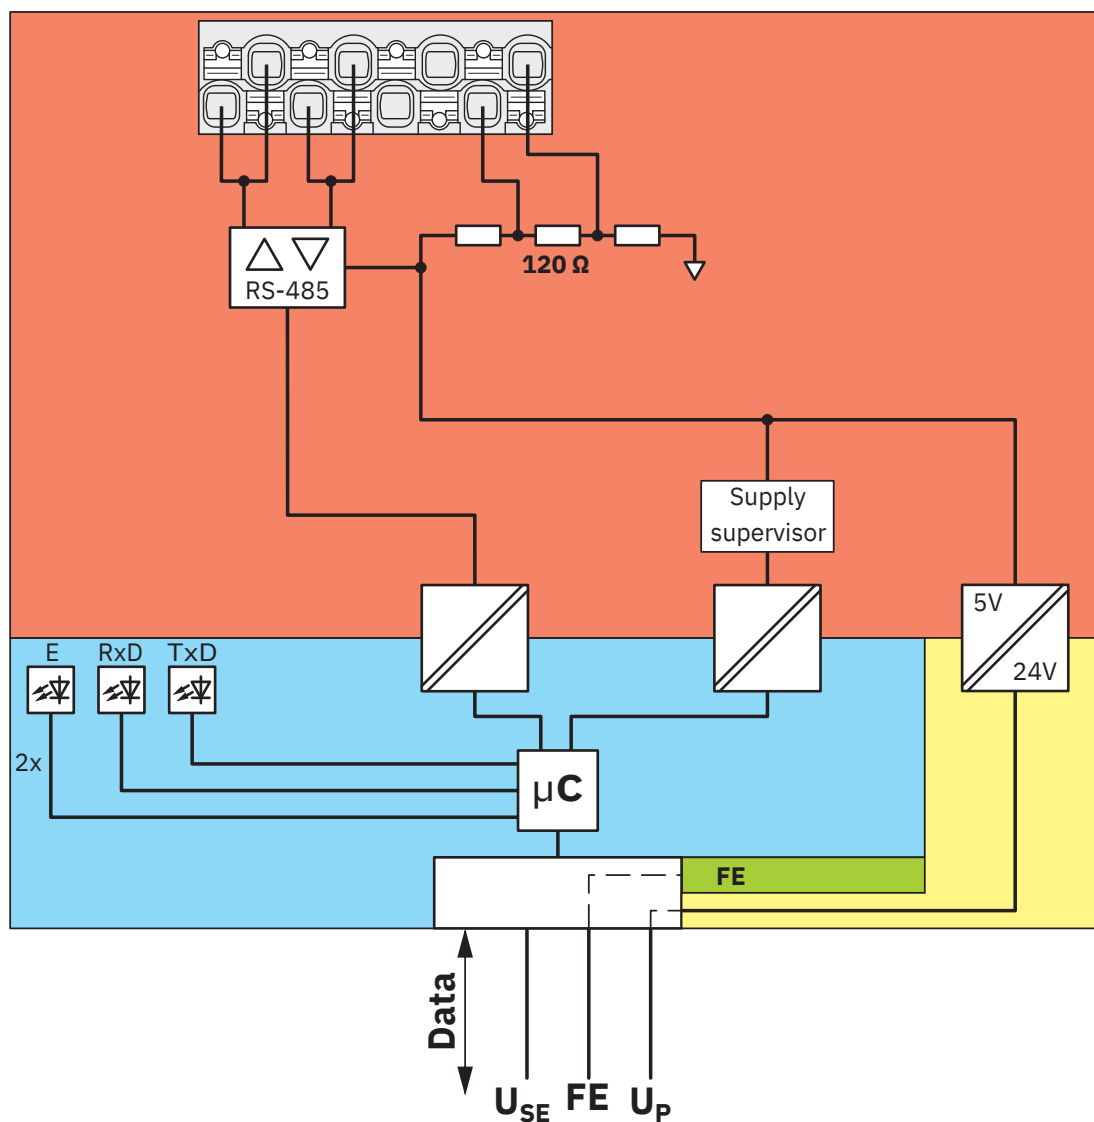 120 Ω
RS-485
Supply
supervisor
5V
24V
E RxD TxD
2x
µC
FE
Data
USE FE UP